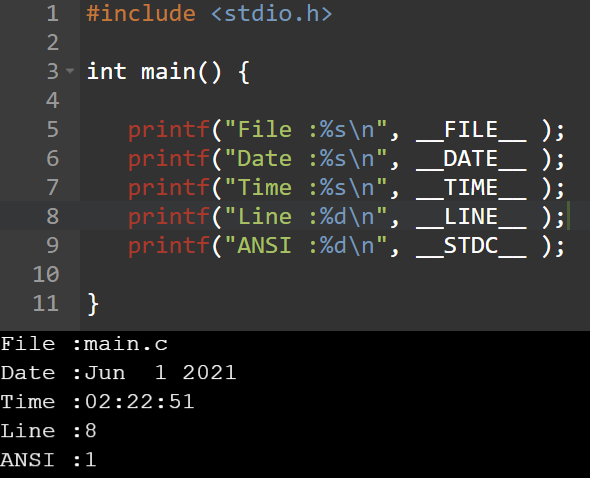 1 #include <stdio.h>
2
3 int main() {
4
5    printf("File :%s\n", __FILE__ );
6    printf("Date :%s\n", __DATE__ );
7    printf("Time :%s\n", __TIME__ );
8    printf("Line :%d\n", __LINE__ );
9    printf("ANSI :%d\n", __STDC__ );
10
11 }
File :main.c
Date :Jun  1 2021
Time :02:22:51
Line :8
ANSI :1